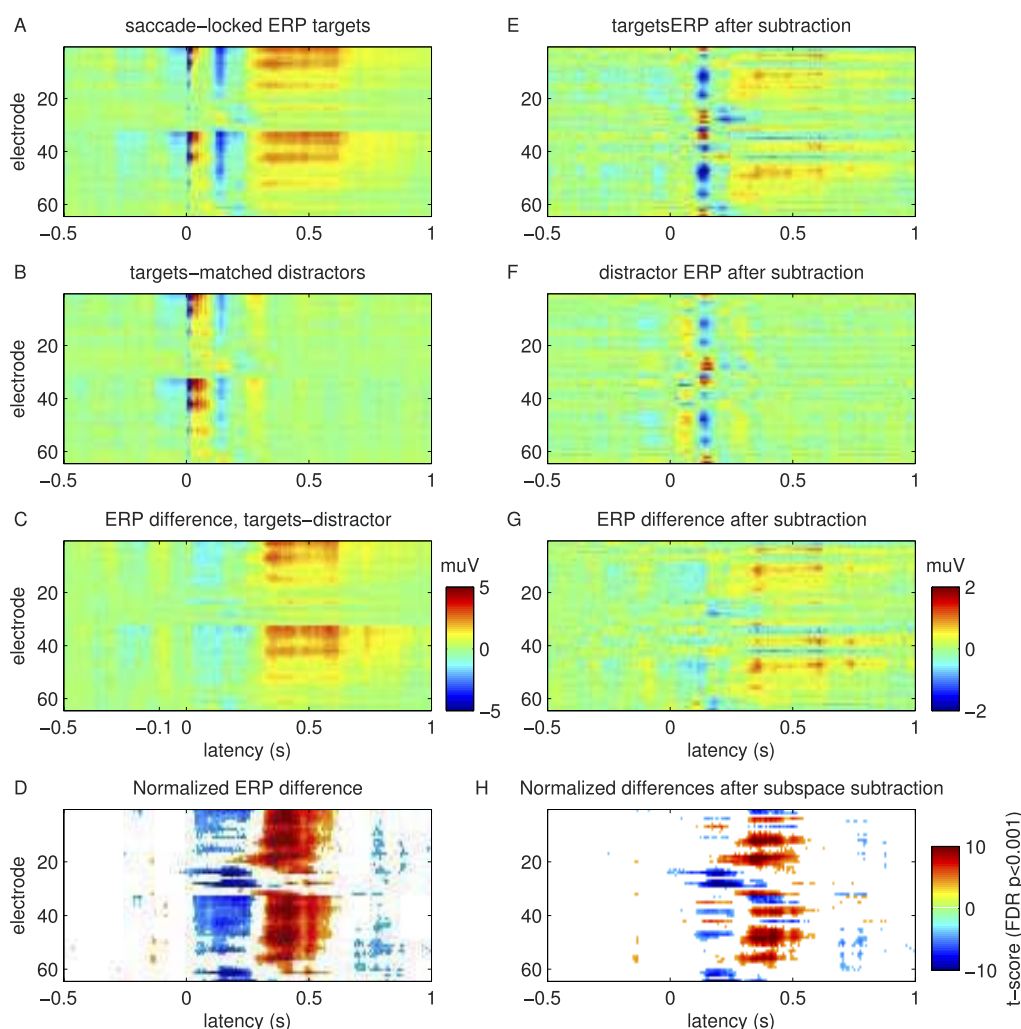 A saccade−locked ERP targets
electrode
20
40
60
−0.5 0 0.5 1
B targets−matched distractors
electrode
20
40
60
−0.5 0 0.5 1
C ERP difference, targets−distractor
electrode
20
40
60
−0.5 −0.1 0 0.5 1
latency (s)
muV
5
0
−5
D Normalized ERP difference
electrode
20
40
60
−0.5 0 0.5 1
latency (s)
E targetsERP after subtraction
20
40
60
−0.5 0 0.5 1
F distractor ERP after subtraction
20
40
60
−0.5 0 0.5 1
G ERP difference after subtraction
20
40
60
−0.5 0 0.5 1
latency (s)
muV
2
0
−2
H Normalized differences after subspace subtraction
20
40
60
−0.5 0 0.5 1
latency (s)
10
0
−10
t−score (FDR p<0.001)